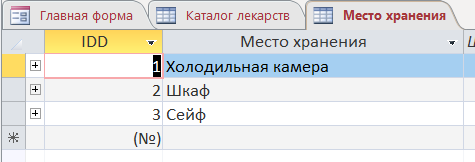 Главная форма Каталог лекарств Место хранения
IDD Место хранения
1 Холодильная камера
2 Шкаф
3 Сейф
(№)